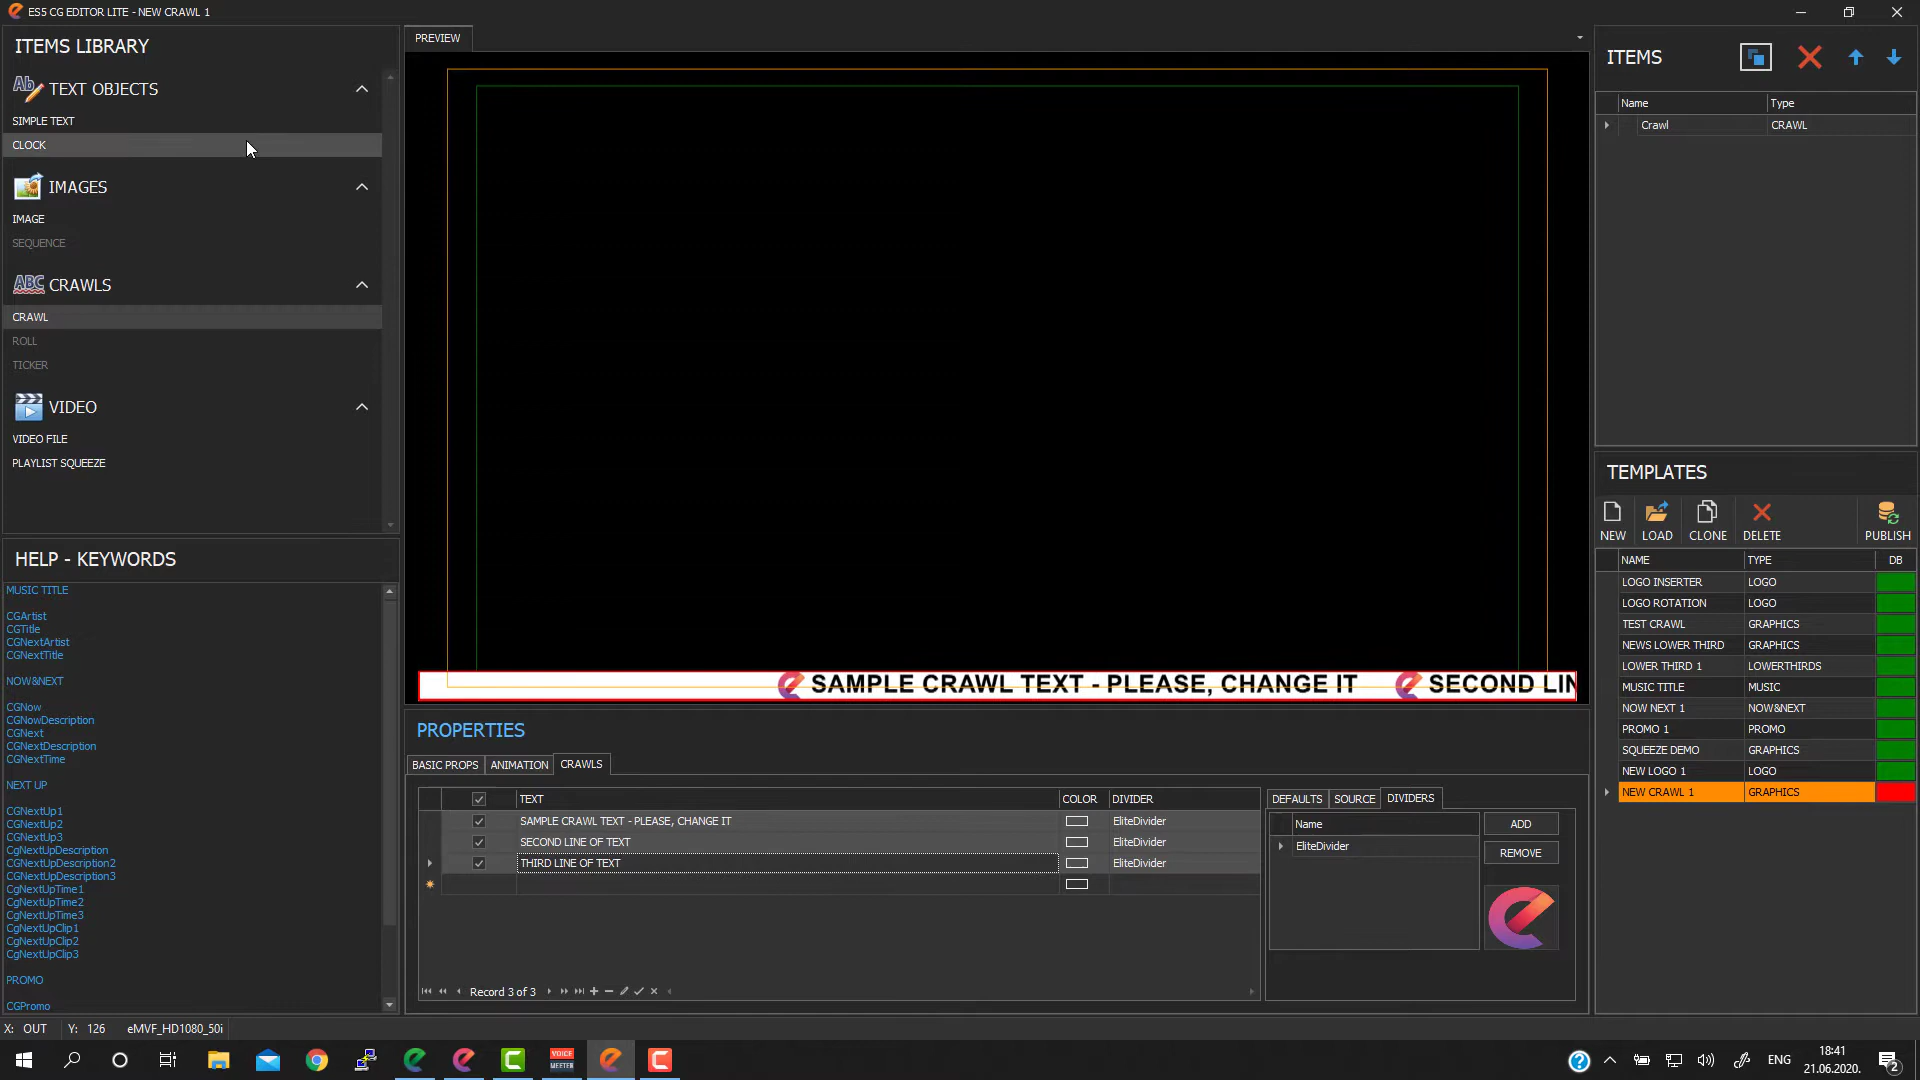 ES5 CG EDITOR LITE - NEW CRAWL 1
ITEMS LIBRARY
TEXT OBJECTS
SIMPLE TEXT
CLOCK
IMAGES
IMAGE
SEQUENCE
ABC CRAWLS
CRAWL
ROLL
TICKER
VIDEO
VIDEO FILE
PLAYLIST SQUEEZE
HELP - KEYWORDS
MUSIC TITLE
CGArtist
CGTitle
CGNextArtist
CGNextTitle
NOW&NEXT
CGNow
CGNowDescription
CGNext
CGNextDescription
CGNextTime
NEXT UP
CGNextUp1
CGNextUp2
CGNextUp3
CGNextUpDescription
CGNextUpDescription2
CGNextUpDescription3
CgNextUpTime1
CgNextUpTime2
CgNextUpTime3
CgNextUpClip1
CgNextUpClip2
CgNextUpClip3
PROMO
CGPromo
PREVIEW
SAMPLE CRAWL TEXT - PLEASE, CHANGE IT SECOND LIN
PROPERTIES
BASIC PROPS ANIMATION CRAWLS
TEXT COLOR DIVIDER
SAMPLE CRAWL TEXT - PLEASE, CHANGE IT EliteDivider
SECOND LINE OF TEXT EliteDivider
THIRD LINE OF TEXT EliteDivider
Record 3 of 3
DEFAULTS SOURCE DIVIDERS
Name
EliteDivider
ADD
REMOVE
ITEMS
Name Type
Crawl CRAWL
TEMPLATES
NEW LOAD CLONE DELETE PUBLISH
NAME TYPE DB
LOGO INSERTER LOGO
LOGO ROTATION LOGO
TEST CRAWL GRAPHICS
NEWS LOWER THIRD GRAPHICS
LOWER THIRD 1 LOWERTHIRDS
MUSIC TITLE MUSIC
NOW NEXT 1 NOW&NEXT
PROMO 1 PROMO
SQUEEZE DEMO GRAPHICS
NEW LOGO 1 LOGO
NEW CRAWL 1 GRAPHICS
X: OUT Y: 126 eMVF_HD1080_50i
VOICE
MEETER
ENG
18:41
21.06.2020.
2